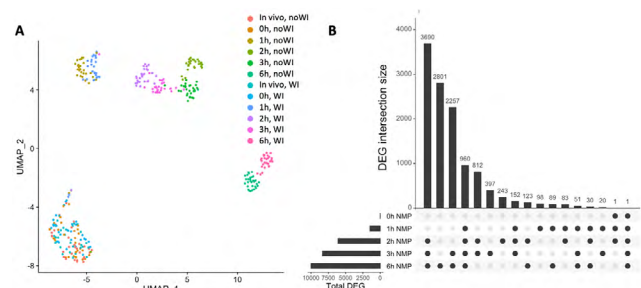 A
In vivo, noWI
0h, noWI
1h, noWI
2h, noWI
3h, noWI
6h, noWI
In vivo, WI
0h, WI
1h, WI
2h, WI
3h, WI
6h, WI
UMAP_2
4
0
-4
-8
-5
0
5
10
B
DEG intersection size
4000
3000
2000
1000
0
3690
2801
2257
960
812
397
243
152
123
98
89
83
51
30
20
1
1
0h NMP
1h NMP
2h NMP
3h NMP
6h NMP
10000
7500
5000
2500
0
Total DEG